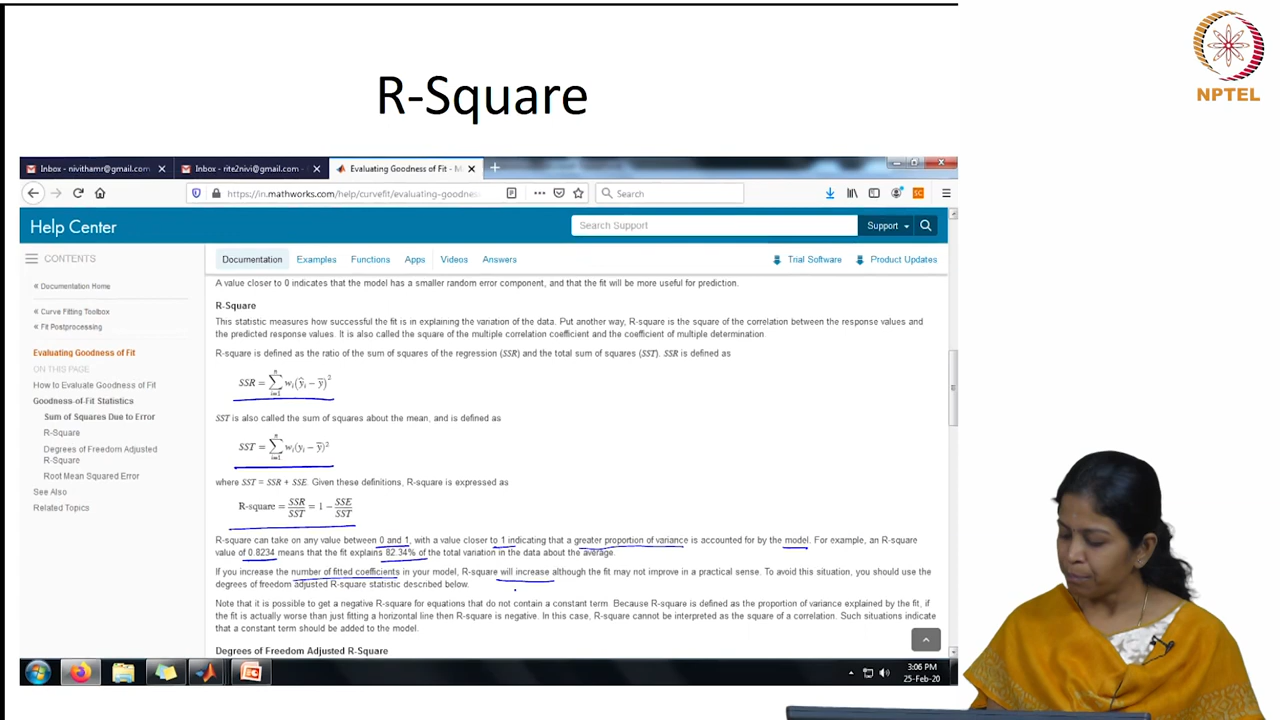 R-Square
NPTEL
Inbox - nivithamr@gmail.com
Inbox - rite2nivi@gmail.com -
Evaluating Goodness of Fit - M
https://in.mathworks.com/help/curvefit/evaluating-goodne
Search
Help Center
Search Support
Support
CONTENTS
Documentation Examples Functions Apps Videos Answers
Trial Software Product Updates
« Documentation Home
« Curve Fitting Toolbox
« Fit Postprocessing
Evaluating Goodness of Fit
ON THIS PAGE
How to Evaluate Goodness of Fit
Goodness-of-Fit Statistics
Sum of Squares Due to Error
R-Square
Degrees of Freedom Adjusted
R-Square
Root Mean Squared Error
See Also
Related Topics
A value closer to 0 indicates that the model has a smaller random error component, and that the fit will be more useful for prediction.
R-Square
This statistic measures how successful the fit is in explaining the variation of the data. Put another way, R-square is the square of the correlation between the response values and
the predicted response values. It is also called the square of the multiple correlation coefficient and the coefficient of multiple determination.
R-square is defined as the ratio of the sum of squares of the regression (SSR) and the total sum of squares (SST). SSR is defined as
SSR = ∑ i=1 n wi(ŷi − ȳ)2
SST is also called the sum of squares about the mean, and is defined as
SST = ∑ i=1 n wi(yi − ȳ)2
where SST = SSR + SSE. Given these definitions, R-square is expressed as
R-square = SSR/SST = 1 − SSE/SST
R-square can take on any value between 0 and 1, with a value closer to 1 indicating that a greater proportion of variance is accounted for by the model. For example, an R-square
value of 0.8234 means that the fit explains 82.34% of the total variation in the data about the average.
If you increase the number of fitted coefficients in your model, R-square will increase although the fit may not improve in a practical sense. To avoid this situation, you should use the
degrees of freedom adjusted R-square statistic described below.
Note that it is possible to get a negative R-square for equations that do not contain a constant term. Because R-square is defined as the proportion of variance explained by the fit, if
the fit is actually worse than just fitting a horizontal line then R-square is negative. In this case, R-square cannot be interpreted as the square of a correlation. Such situations indicate
that a constant term should be added to the model.
Degrees of Freedom Adjusted R-Square
3:06 PM
25-Feb-20